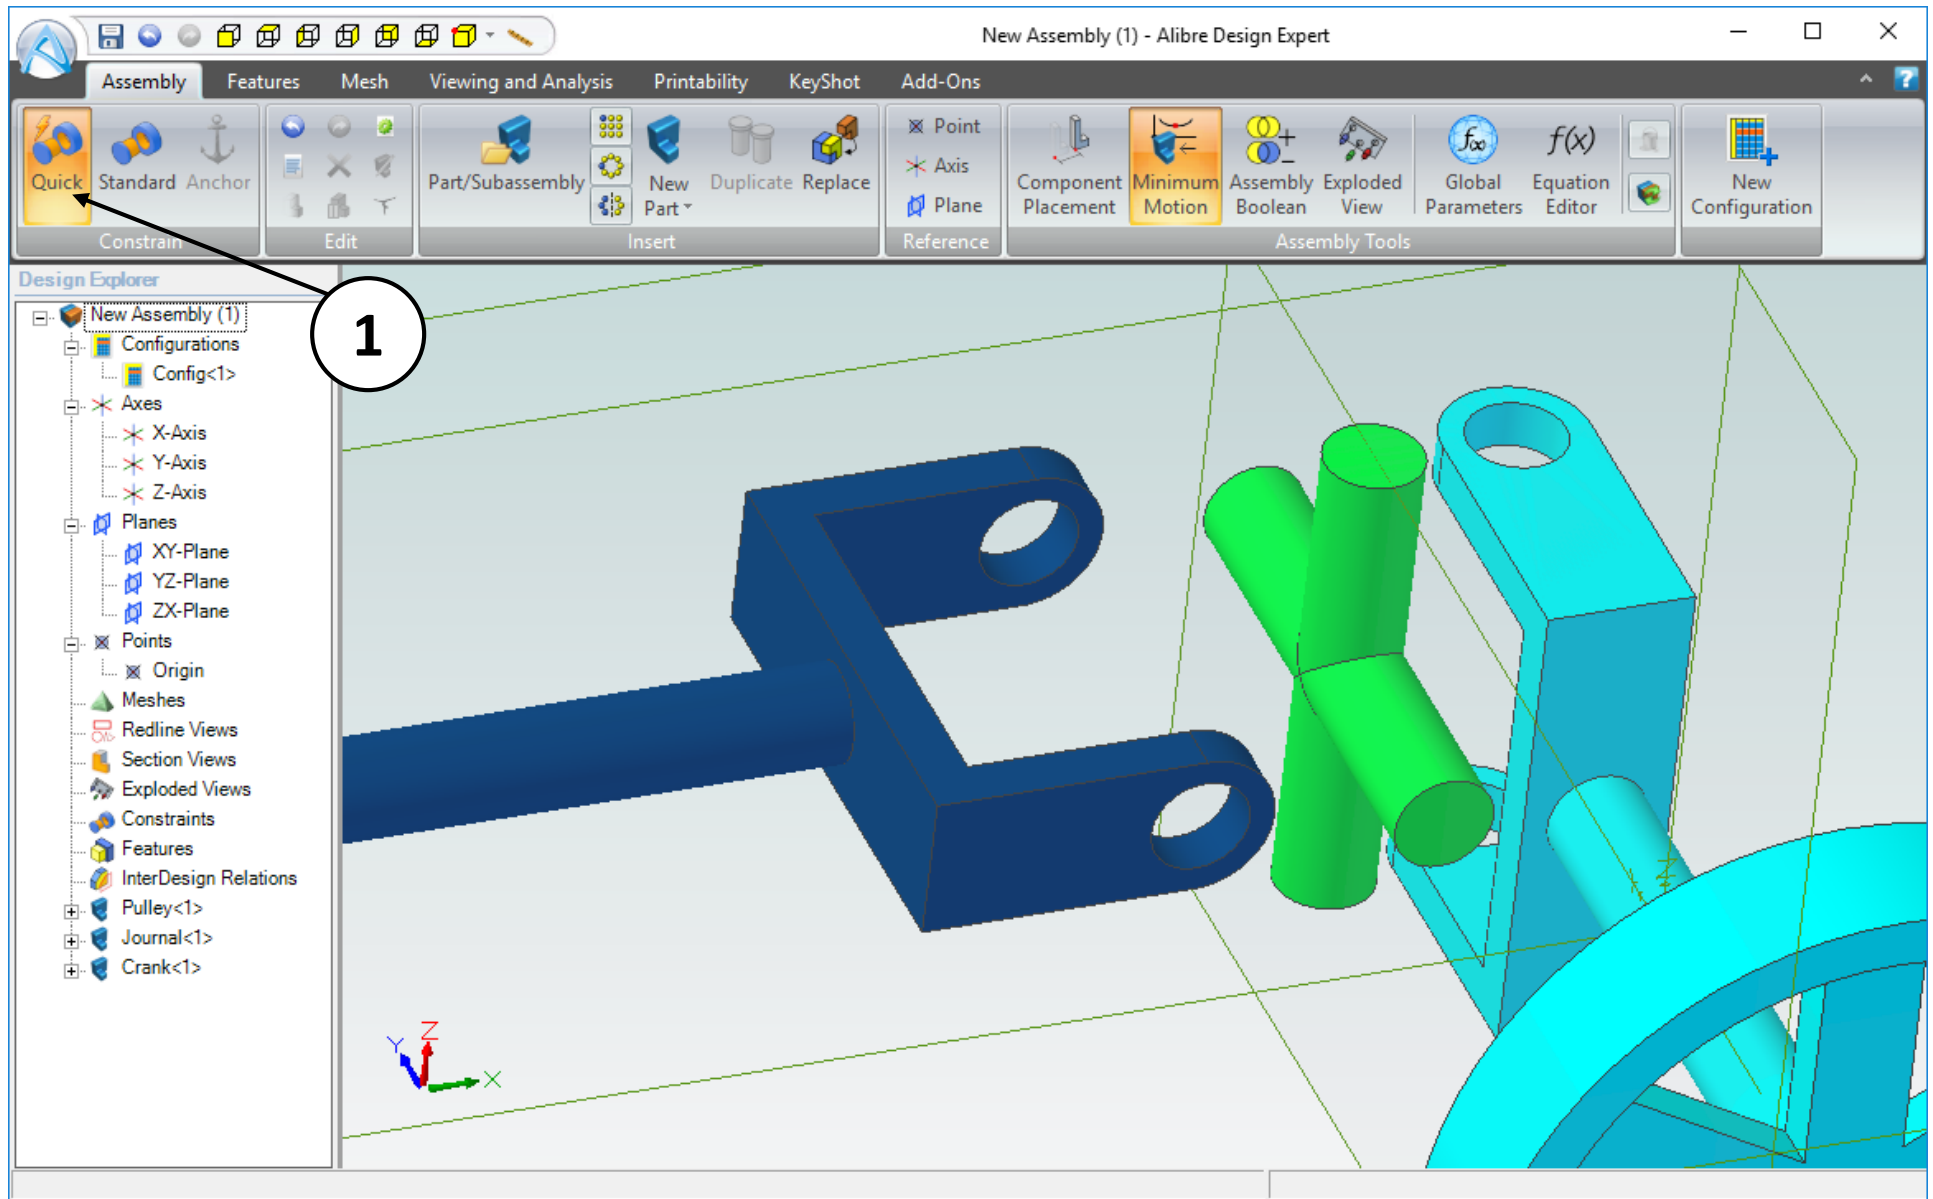 New Assembly (1) - Alibre Design Expert
Assembly Features Mesh Viewing and Analysis Printability KeyShot Add-Ons
?
Quick Standard Anchor
Constrain
Edit
Part/Subassembly
New Part
Duplicate Replace
Insert
Point
Axis
Plane
Reference
Component Placement
Minimum Motion
Assembly Boolean
Exploded View
f(x)
Global Parameters
f(x)
Equation Editor
Assembly Tools
New Configuration
1
Design Explorer
New Assembly (1)
Configurations
Config<1>
Axes
X-Axis
Y-Axis
Z-Axis
Planes
XY-Plane
YZ-Plane
ZX-Plane
Points
Origin
Meshes
Redline Views
Section Views
Exploded Views
Constraints
Features
InterDesign Relations
Pulley<1>
Journal<1>
Crank<1>
Z
Y
X